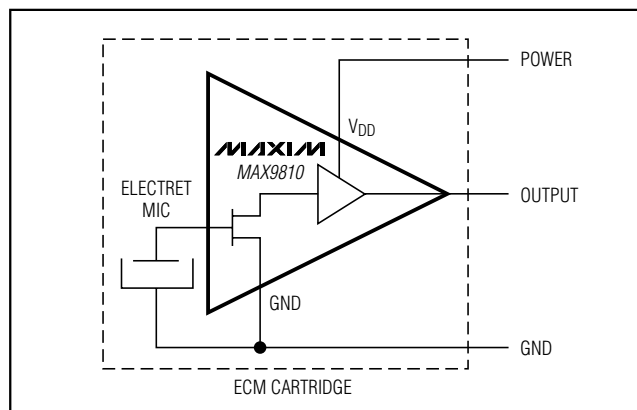 POWER
VDD
MAXIM
MAX9810
ELECTRET
MIC
OUTPUT
GND
GND
ECM CARTRIDGE